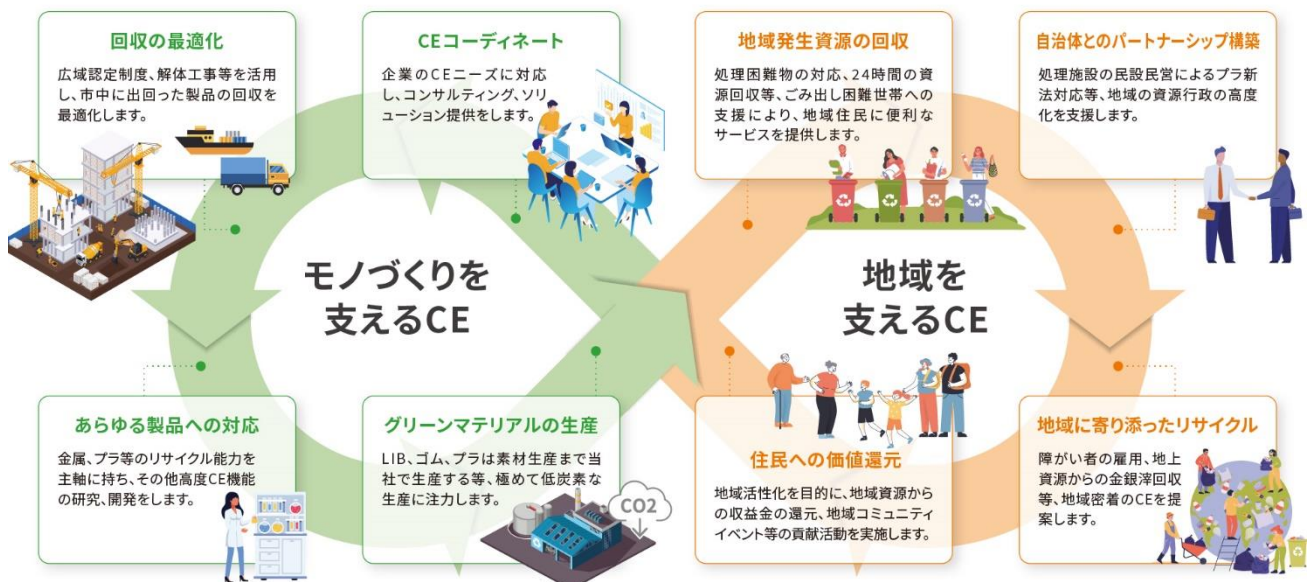 回収の最適化
広域認定制度、解体工事等を活用
し、市中に出回った製品の回収を
最適化します。
CEコーディネート
企業のCEニーズに対応
し、コンサルティング、ソリ
ューション提供をします。
地域発生資源の回収
処理困難物の対応、24時間の資
源回収等、ごみ出し困難世帯への
支援により、地域住民に便利な
サービスを提供します。
自治体とのパートナーシップ構築
処理施設の民設民営によるプラ新
法対応等、地域の資源行政の高度
化を支援します。
モノづくりを
支えるCE
地域を
支えるCE
あらゆる製品への対応
金属、プラ等のリサイクル能力を
主軸に持ち、その他高度CE機能
の研究、開発をします。
グリーンマテリアルの生産
LIB、ゴム、プラは素材生産まで当
社で生産する等、極めて低炭素な
生産に注力します。
CO2
住民への価値還元
地域活性化を目的に、地域資源から
の収益金の還元、地域コミュニティ
イベント等の貢献活動を実施します。
地域に寄り添ったリサイクル
障がい者の雇用、地上
資源からの金銀滓回収
等、地域密着のCEを提
案します。